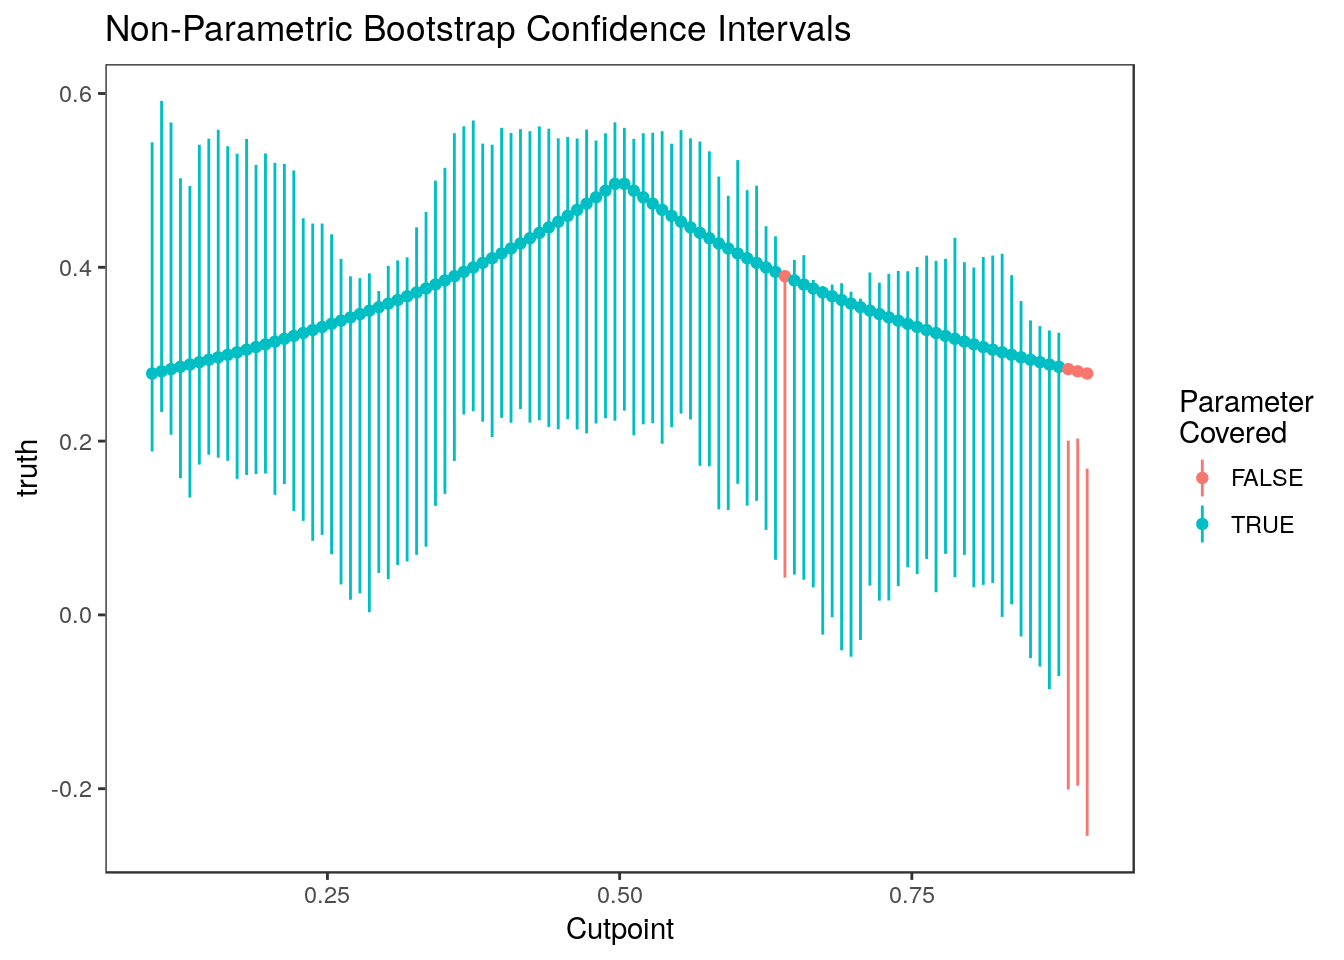 Non-Parametric Bootstrap Confidence Intervals
0.6
0.4
0.2
0.0
-0.2
truth
0.25 0.50 0.75
Cutpoint
Parameter
Covered
FALSE
TRUE